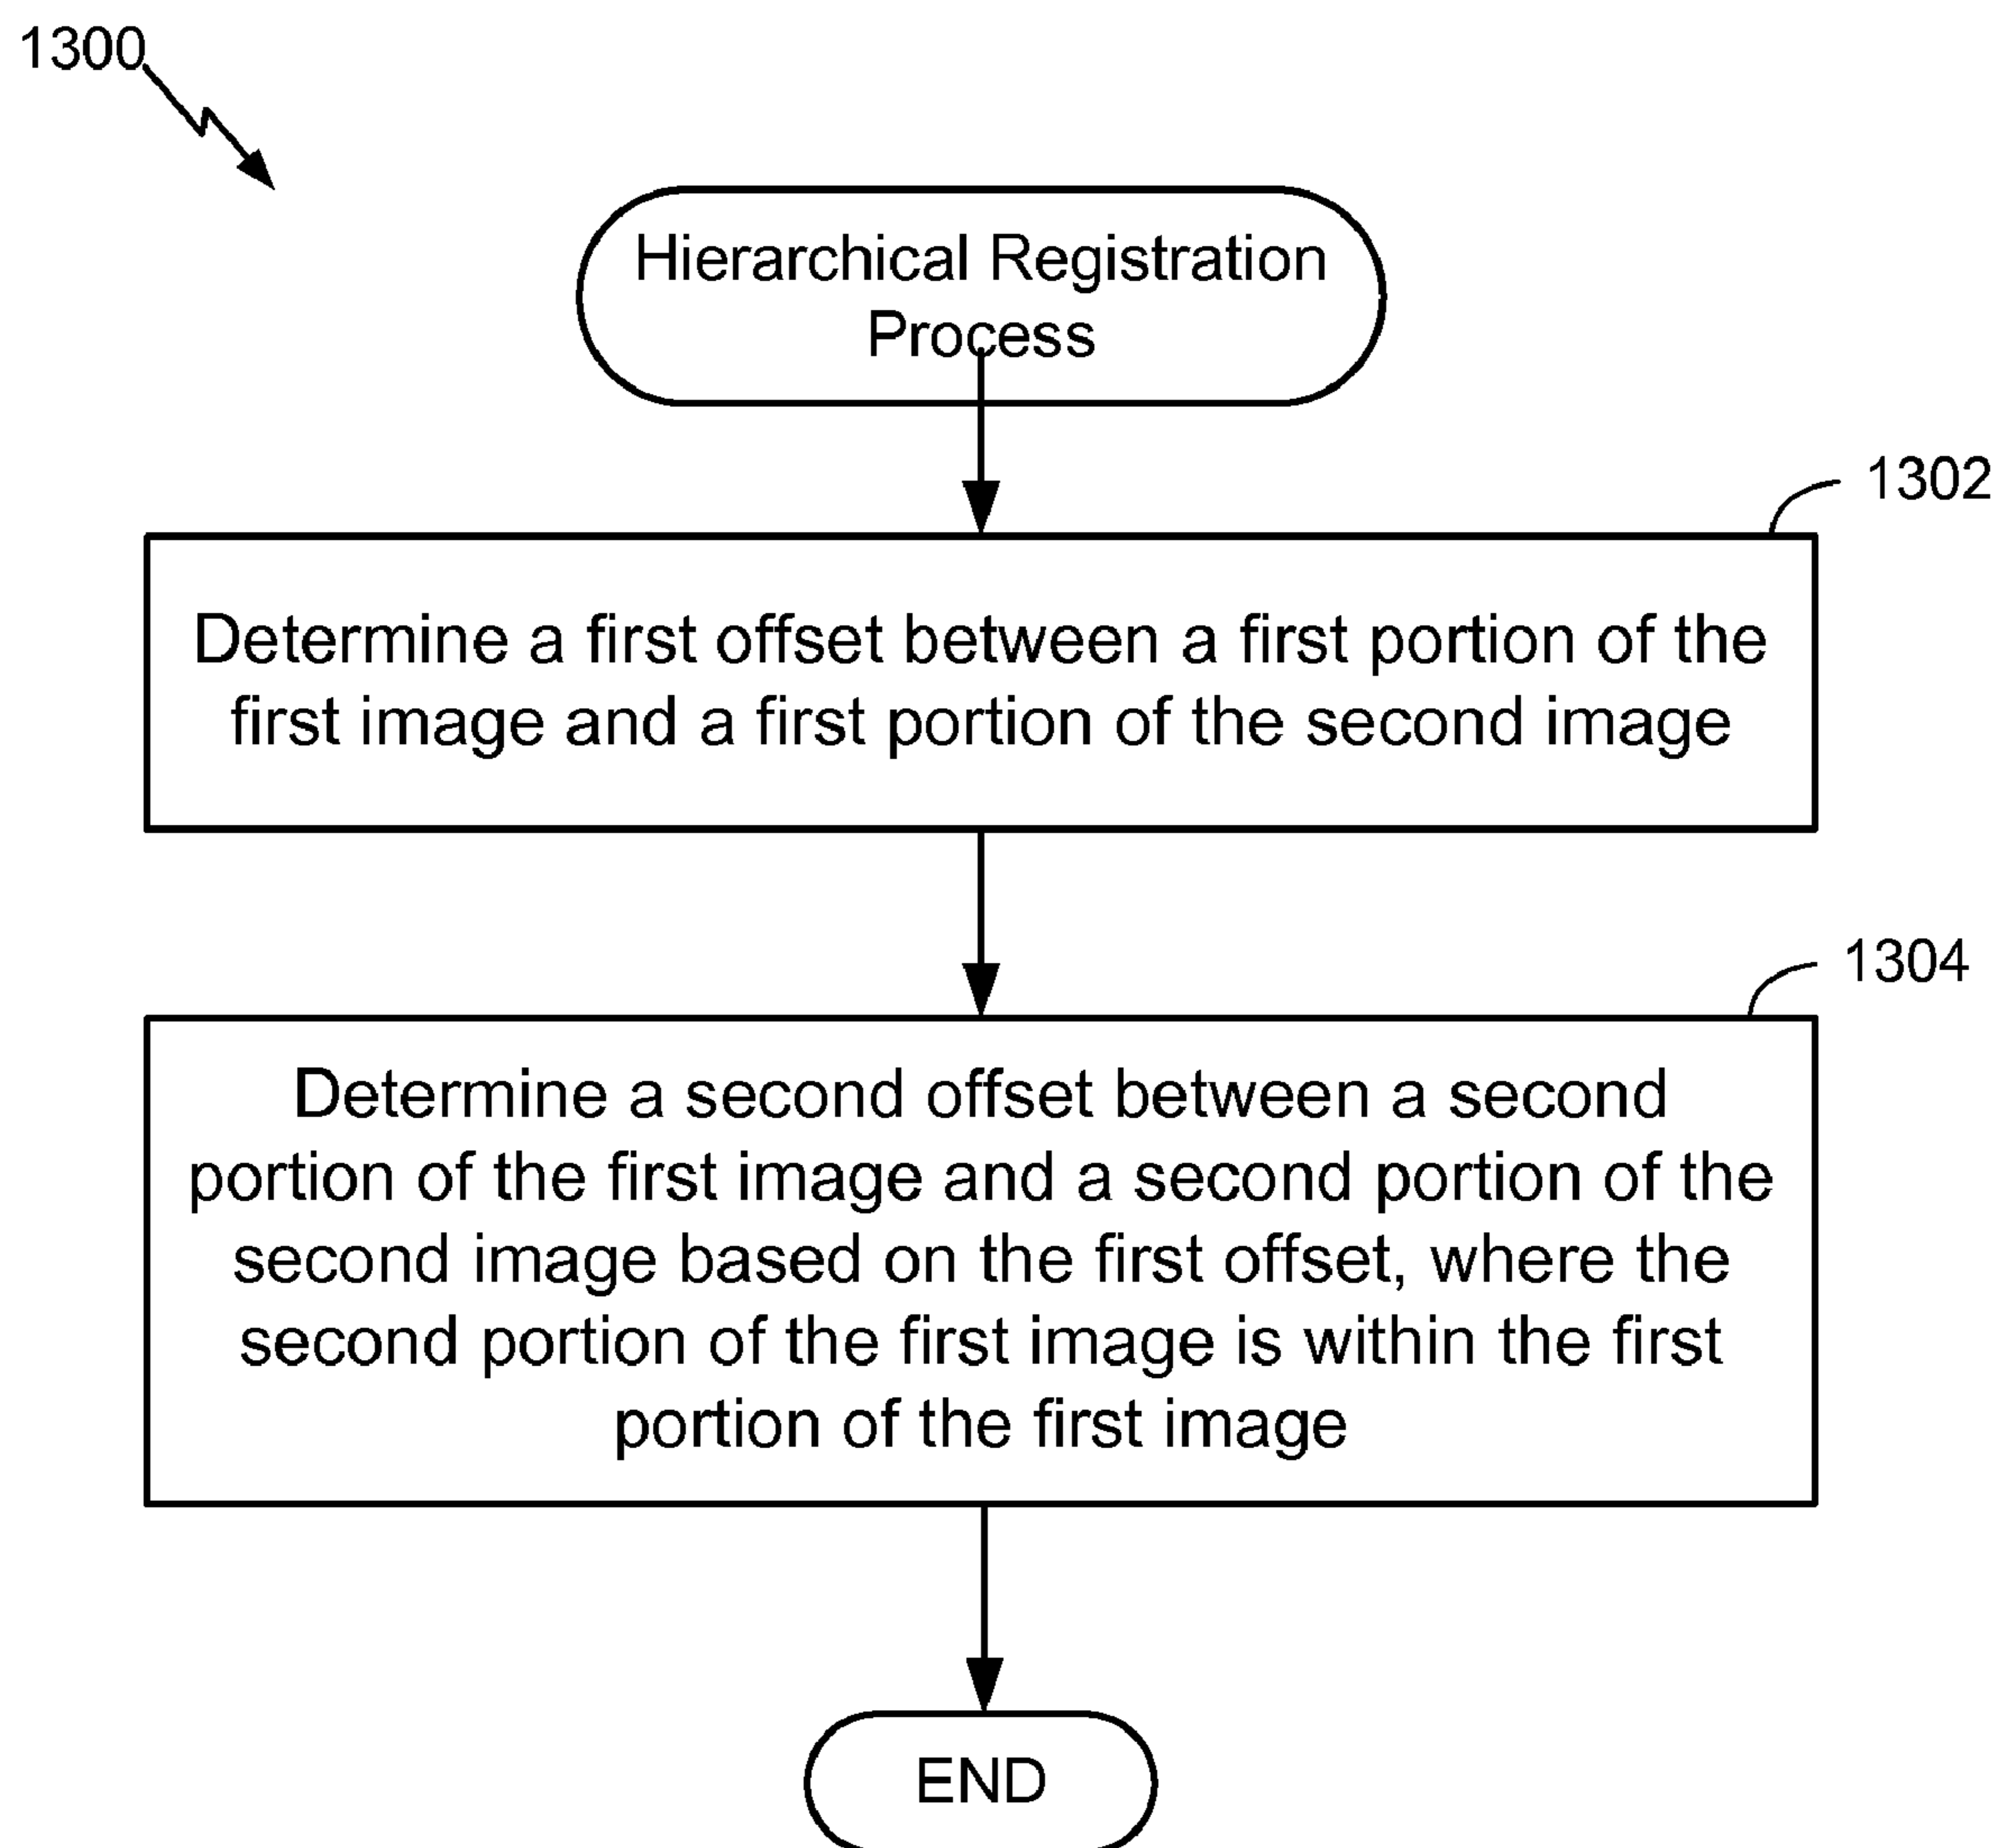 1300
Hierarchical Registration
Process
1302
Determine a first offset between a first portion of the
first image and a first portion of the second image
1304
Determine a second offset between a second
portion of the first image and a second portion of the
second image based on the first offset, where the
second portion of the first image is within the first
portion of the first image
END